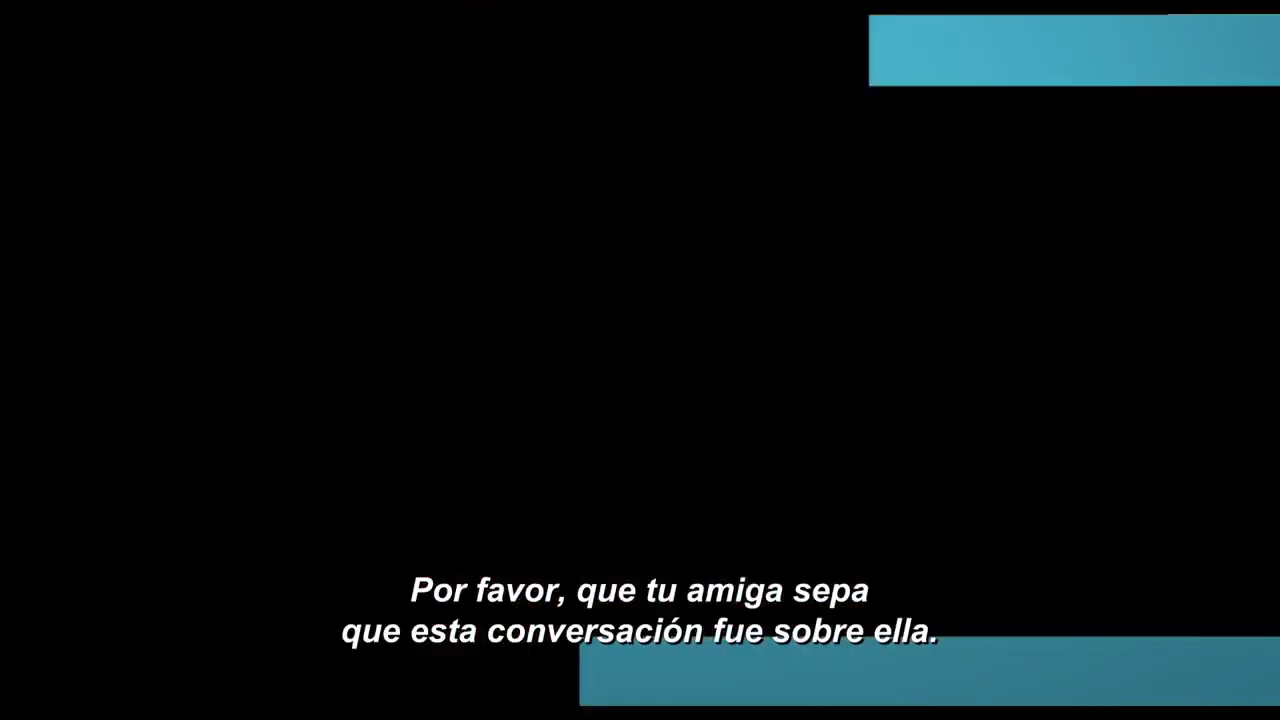 Por favor, que tu amiga sepa
que esta conversación fue sobre ella.